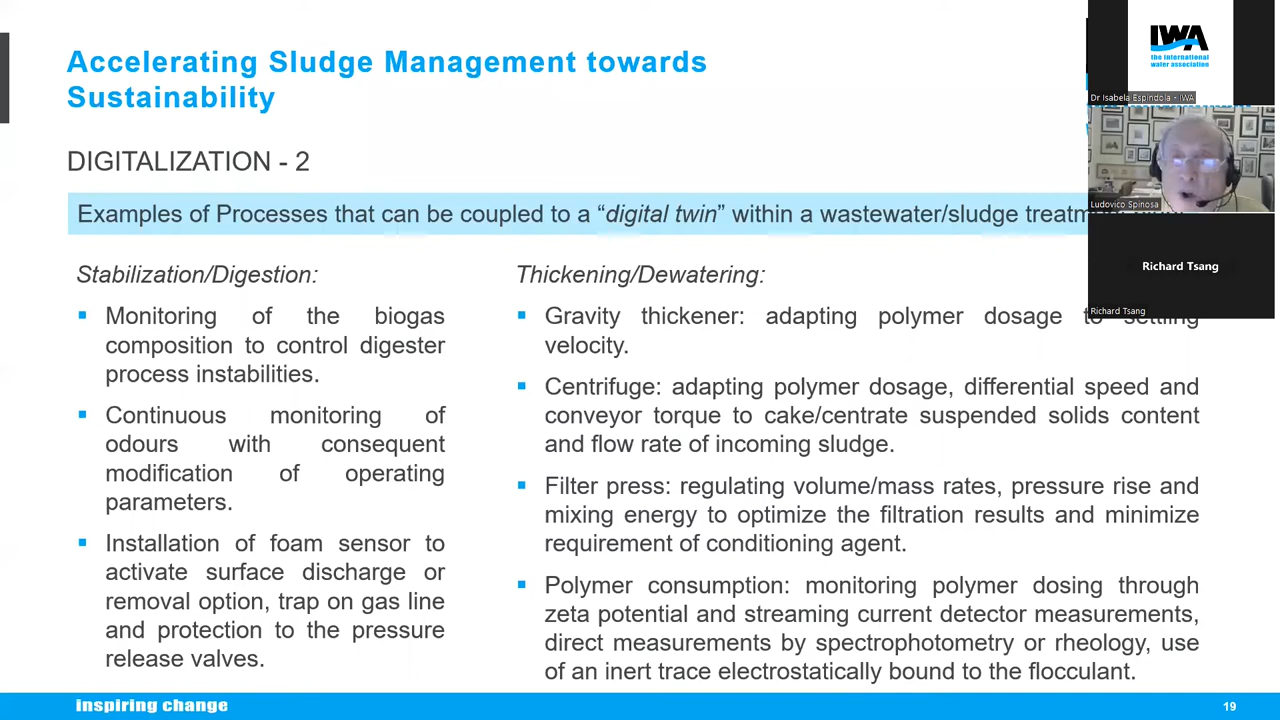 Accelerating Sludge Management towards
Sustainability
DIGITALIZATION - 2
Examples of Processes that can be coupled to a “digital twin” within a wastewater/sludge
Stabilization/Digestion:
▪ Monitoring of the biogas
composition to control digester
process instabilities.
▪ Continuous monitoring of
odours with consequent
modification of operating
parameters.
▪ Installation of foam sensor to
activate surface discharge or
removal option, trap on gas line
and protection to the pressure
release valves.
Thickening/Dewatering:
▪ Gravity thickener: adapting polymer dosage to settling
velocity.
▪ Centrifuge: adapting polymer dosage, differential speed and
conveyor torque to cake/centrate suspended solids content
and flow rate of incoming sludge.
▪ Filter press: regulating volume/mass rates, pressure rise and
mixing energy to optimize the filtration results and minimize
requirement of conditioning agent.
▪ Polymer consumption: monitoring polymer dosing through
zeta potential and streaming current detector measurements,
direct measurements by spectrophotometry or rheology, use
of an inert trace electrostatically bound to the flocculant.
inspiring change
19
IWA
the international
water association
Dr Isabela Espindola - IWA
Ludovico Spinosa
Richard Tsang
Richard Tsang